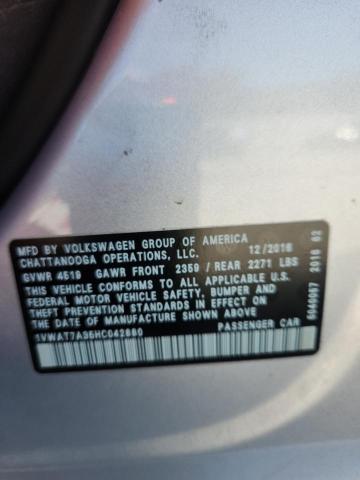 MFD BY VOLKSWAGEN GROUP OF AMERICA
CHATTANOOGA OPERATIONS, LLC. 12/2016
GVWR 4519 GAWR FRONT 2359 / REAR 2271 LBS
THIS VEHICLE CONFORMS TO ALL APPLICABLE U.S.
FEDERAL MOTOR VEHICLE SAFETY, BUMPER AND
THEFT PREVENTION STANDARDS IN EFFECT ON THE
DATE OF MANUFACTURE SHOWN ABOVE
1VWAT7A35HC042880 PASSENGER CAR